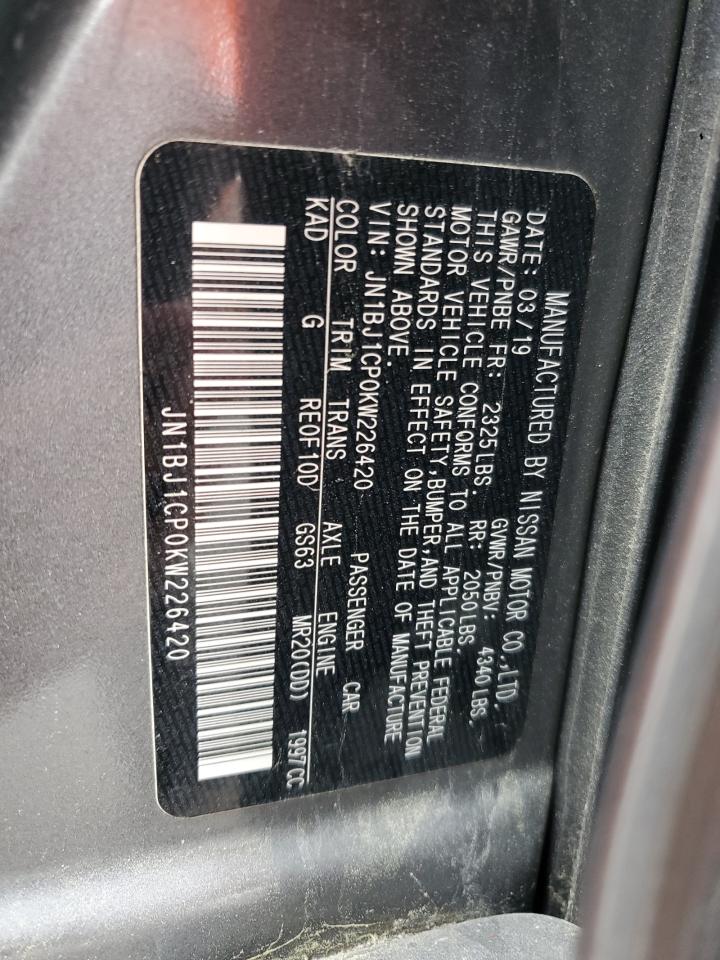 MANUFACTURED BY NISSAN MOTOR CO.,LTD.
DATE: 03/19 GVWR/PNBV: 4340LBS.
GAWR/PNBE FR: 2325LBS. RR: 2050LBS.
THIS VEHICLE CONFORMS TO ALL APPLICABLE FEDERAL
MOTOR VEHICLE SAFETY,BUMPER,AND THEFT PREVENTION
STANDARDS IN EFFECT ON THE DATE OF MANUFACTURE
SHOWN ABOVE.
VIN: JN1BJ1CP0KW226420 PASSENGER CAR
COLOR TRIM TRANS AXLE ENGINE
KAD G RE0F10D GS63 MR20(DD) 1997CC
JN1BJ1CP0KW226420